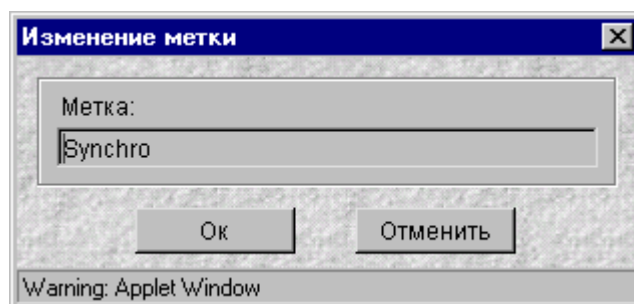 Изменение метки
Метка:
Synchro
Ок
Отменить
Warning: Applet Window